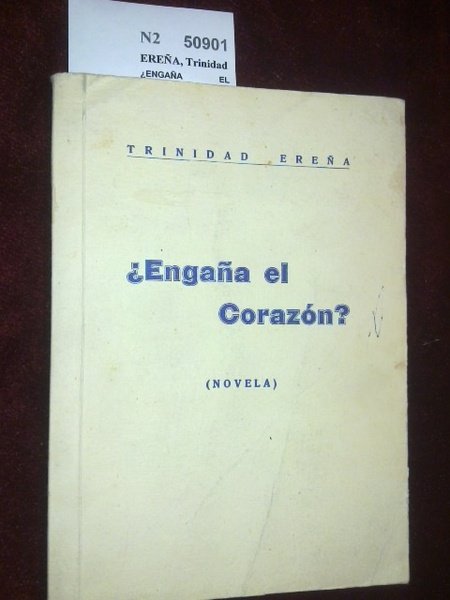 N2 50901
EREÑA, Trinidad
¿ENGAÑA EL
TRINIDAD EREÑA
¿Engaña el
Corazón?
(NOVELA)